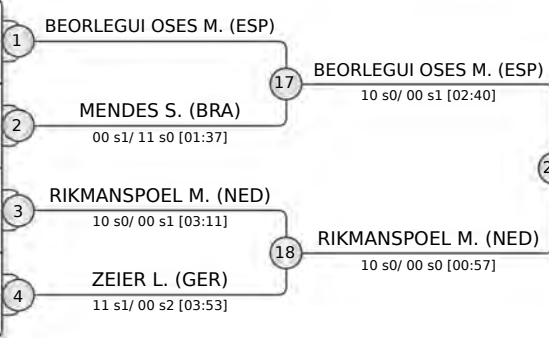 BEORLEGUI OSES M. (ESP)
1
17
BEORLEGUI OSES M. (ESP)
10 s0/ 00 s1 [02:40]
MENDES S. (BRA)
2
00 s1/ 11 s0 [01:37]
RIKMANSPOEL M. (NED)
3
10 s0/ 00 s1 [03:11]
18
RIKMANSPOEL M. (NED)
10 s0/ 00 s0 [00:57]
ZEIER L. (GER)
4
11 s1/ 00 s2 [03:53]